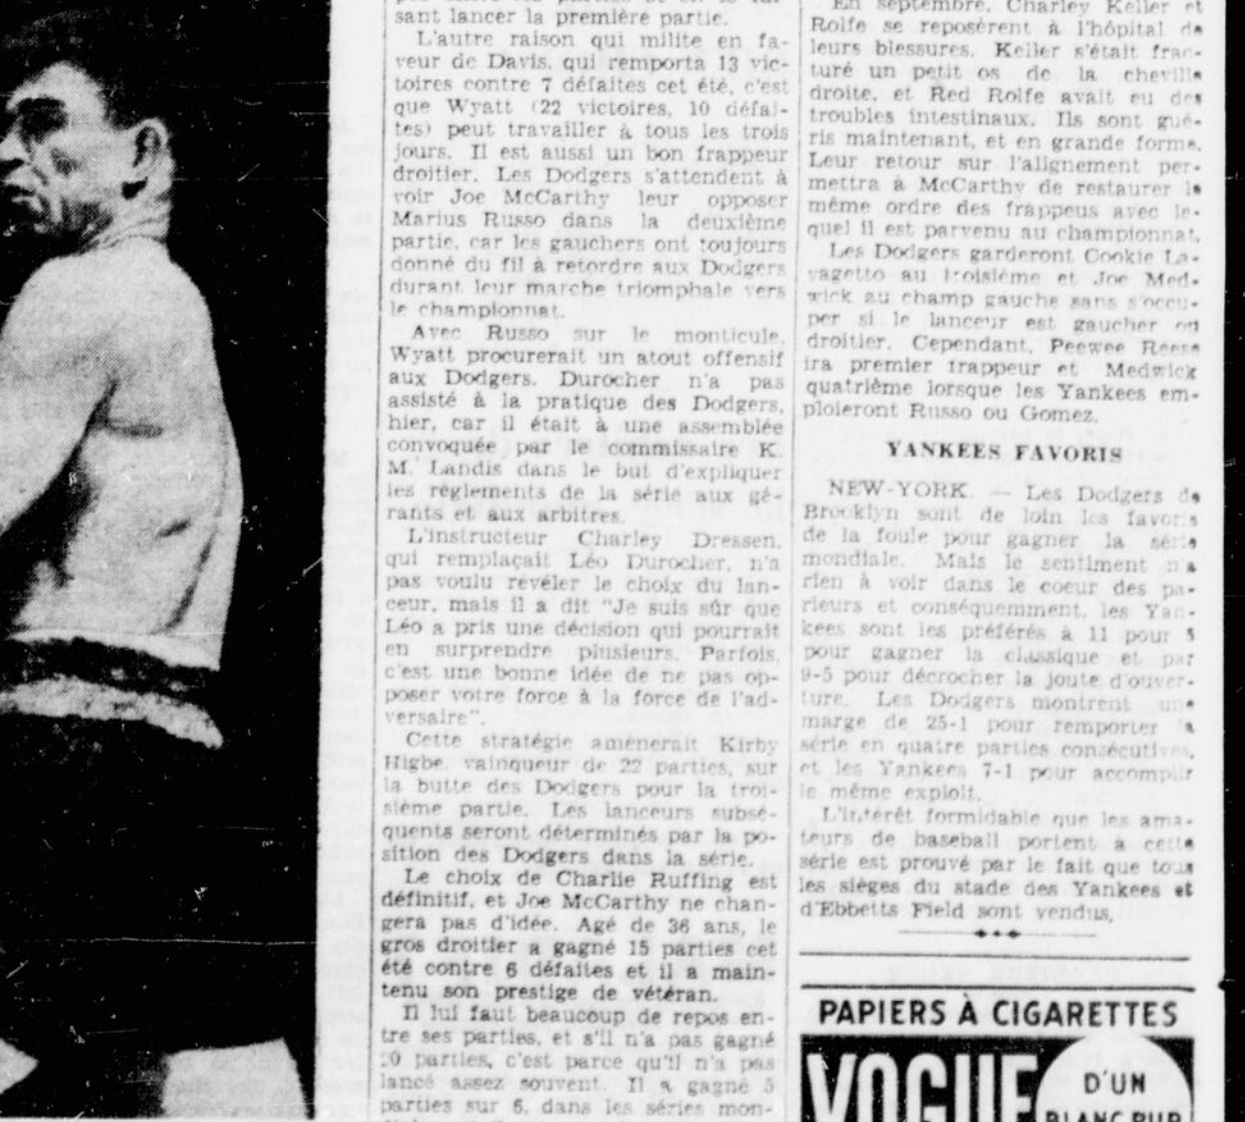 sant lancer la première partie.
L'autre raison qui milite en fa-
veur de Davis, qui remporta 13 vic-
toires contre 7 défaites cet été, c'est
que Wyatt (22 victoires, 10 défai-
tes) peut travailler à tous les trois
jours. Il est aussi un bon frappeur
droitier. Les Dodgers s'attendent à
voir Joe McCarthy leur opposer
Marius Russo dans la deuxième
partie, car les gauchers ont toujours
donné du fil à retordre aux Dodgers
durant leur marche triomphale vers
le championnat.
Avec Russo sur le monticule,
Wyatt procurerait un atout offensif
aux Dodgers. Durocher n'a pas
assisté à la pratique des Dodgers,
hier, car il était à une assemblée
convoquée par le commissaire K.
M. Landis dans le but d'expliquer
les règlements de la série aux gé-
rants et aux arbitres.
L'instructeur Charley Dressen,
qui remplaçait Léo Durocher, n'a
pas voulu révéler le choix du lan-
ceur, mais il a dit "Je suis sûr que
Léo a pris une décision qui pourrait
en surprendre plusieurs. Parfois,
c'est une bonne idée de ne pas op-
poser votre force à la force de l'ad-
versaire".
Cette stratégie amènerait Kirby
Higbe, vainqueur de 22 parties, sur
la butte des Dodgers pour la troi-
sième partie. Les lanceurs subsé-
quents seront déterminés par la po-
sition des Dodgers dans la série.
Le choix de Charlie Ruffing est
définitif, et Joe McCarthy ne chan-
gera pas d'idée. Agé de 36 ans, le
gros droitier a gagné 15 parties cet
été contre 6 défaites et il a main-
tenu son prestige de vétéran.
Il lui faut beaucoup de repos en-
tre ses parties, et s'il n'a pas gagné
20 parties, c'est parce qu'il n'a pas
lancé assez souvent. Il a gagné 5
parties sur 6, dans les séries mon-
En septembre, Charley Keller et
Rolfe se reposèrent à l'hôpital de
leurs blessures. Keller s'était frac-
turé un petit os de la cheville
droite, et Red Rolfe avait eu des
troubles intestinaux. Ils sont gué-
ris maintenant, et en grande forme.
Leur retour sur l'alignement per-
mettra à McCarthy de restaurer le
même ordre des frappeus avec le-
quel il est parvenu au championnat.
Les Dodgers garderont Cookie La-
vagetto au troisième et Joe Med-
wick au champ gauche sans s'occu-
per si le lanceur est gaucher ou
droitier. Cependant, Peewee Reese
ira premier frappeur et Medwick
quatrième lorsque les Yankees em-
ploieront Russo ou Gomez.
YANKEES FAVORIS
NEW-YORK. — Les Dodgers de
Brooklyn sont de loin les favoris
de la foule pour gagner la série
mondiale. Mais le sentiment n'a
rien à voir dans le coeur des pa-
rieurs et conséquemment, les Yan-
kees sont les préférés à 11 pour 5
pour gagner la classique et par
9-5 pour décrocher la joute d'ouver-
ture. Les Dodgers montrent une
marge de 25-1 pour remporter la
série en quatre parties consécutives,
et les Yankees 7-1 pour accomplir
le même exploit.
L'intérêt formidable que les ama-
teurs de baseball portent à cette
série est prouvé par le fait que tous
les sièges du stade des Yankees et
d'Ebbetts Field sont vendus.
PAPIERS À CIGARETTES
VOGUE
D'UN
BLANC PUR